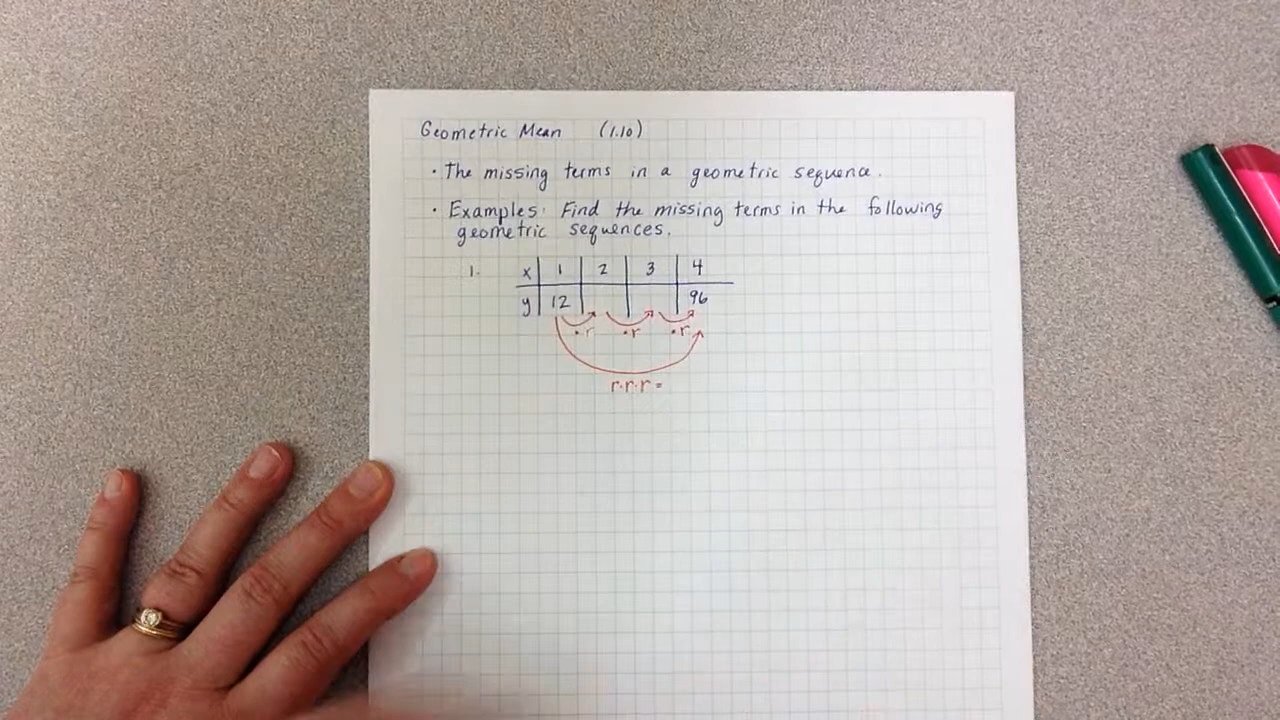 Geometric Mean (1.10)
• The missing terms in a geometric sequence.
• Examples: Find the missing terms in the following
geometric sequences.
1. x 1 2 3 4
y 12 96
•r •r •r
r•r•r=